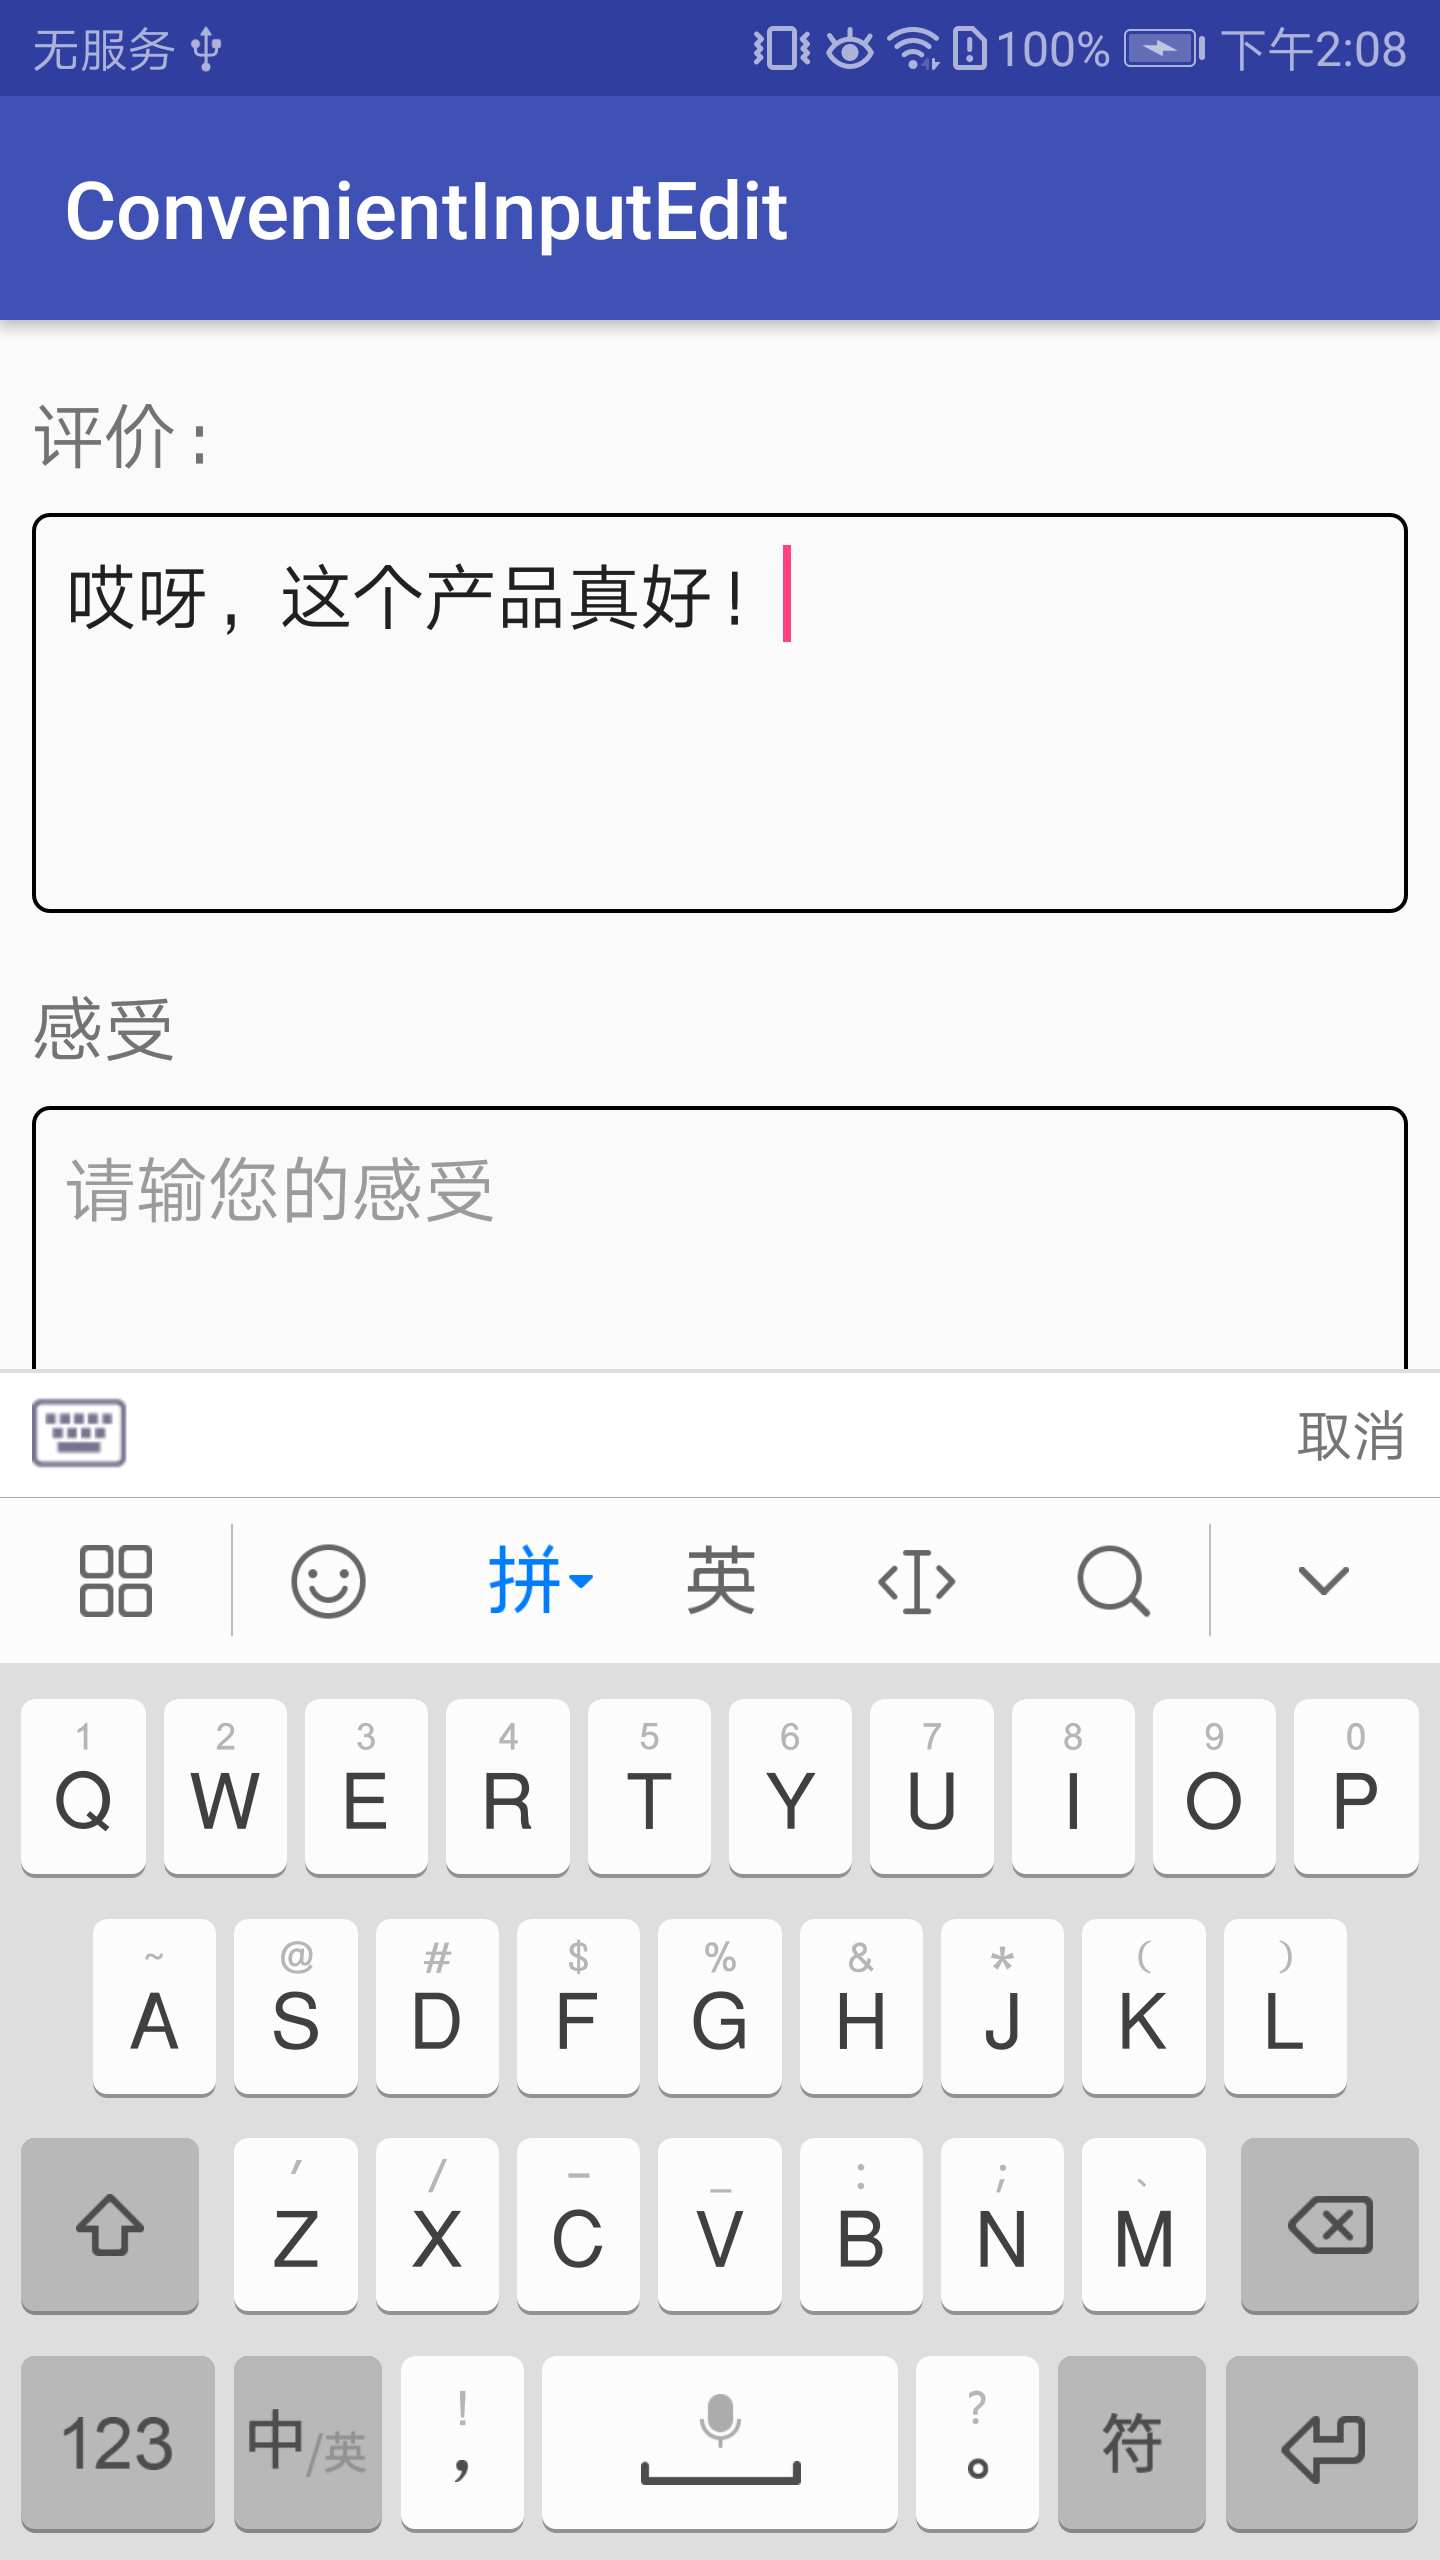 无服务 100% 下午2:08
ConvenientInputEdit
评价：
哎呀，这个产品真好！
感受
请输您的感受
取消
拼 英
1 2 3 4 5 6 7 8 9 0
Q W E R T Y U I O P
~ @ # $ % & * ( )
A S D F G H J K L
′ / − _ : ; 、
Z X C V B N M
! ?
123 中/英 ， 。 符